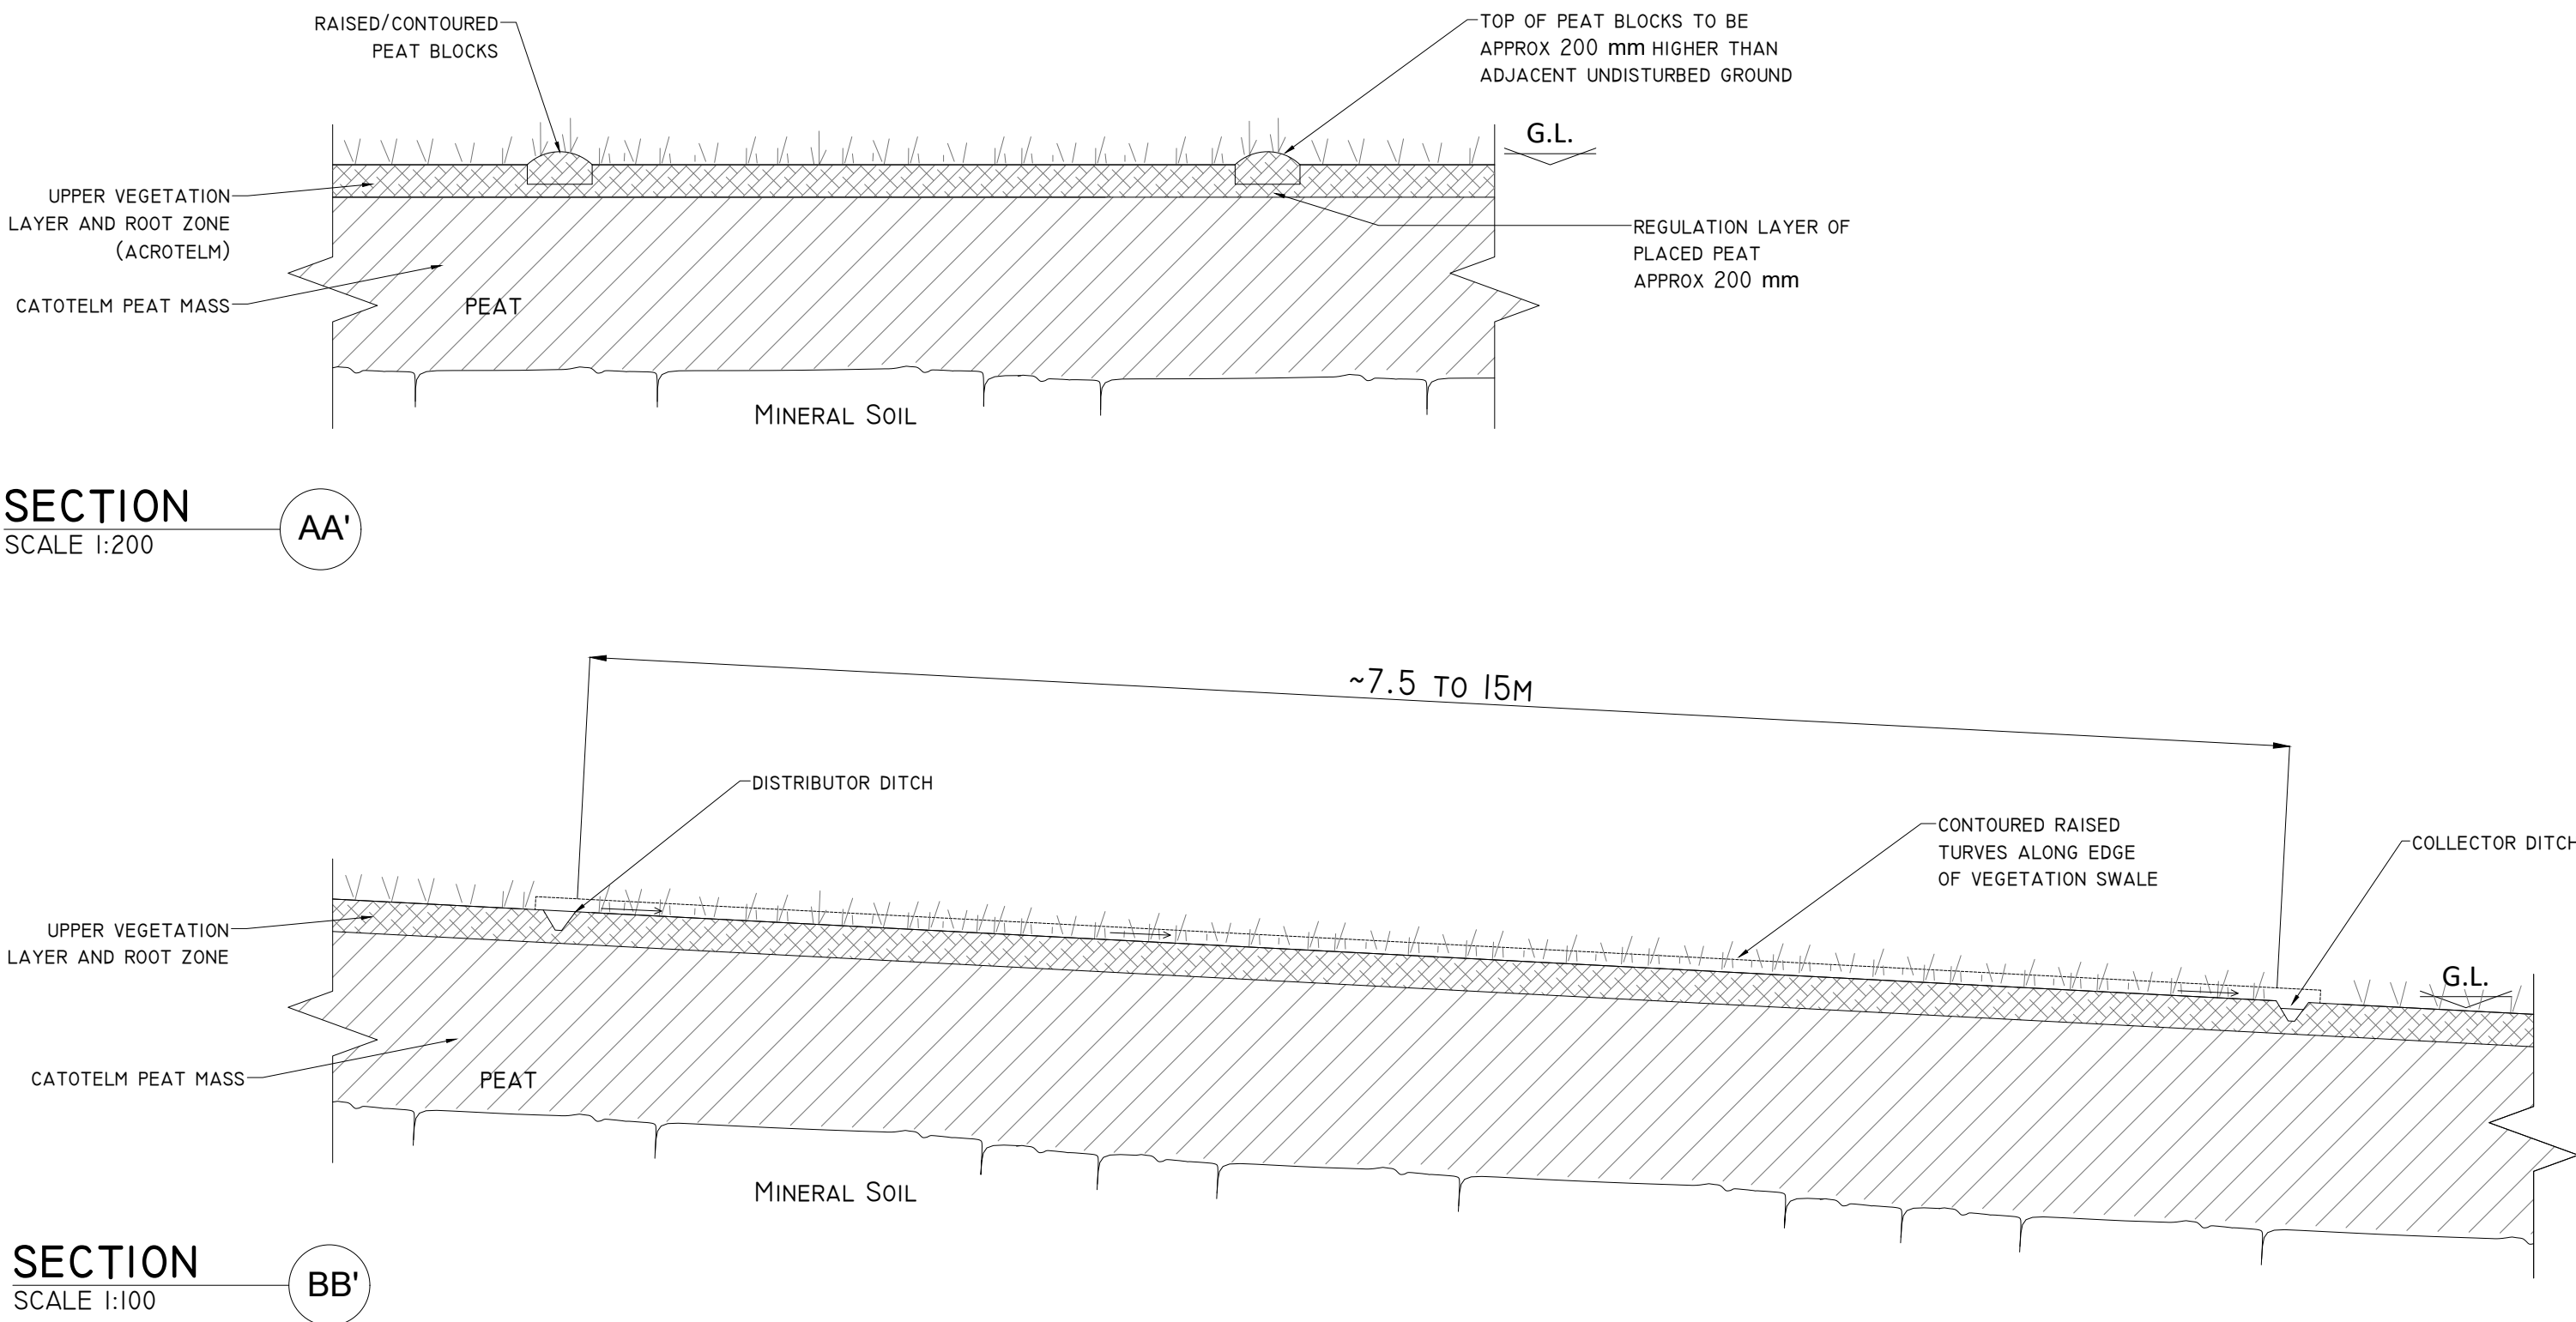 RAISED/CONTOURED
PEAT BLOCKS
TOP OF PEAT BLOCKS TO BE
APPROX 200 mm HIGHER THAN
ADJACENT UNDISTURBED GROUND
G.L.
UPPER VEGETATION
LAYER AND ROOT ZONE
(ACROTELM)
REGULATION LAYER OF
PLACED PEAT
APPROX 200 mm
CATOTELM PEAT MASS
PEAT
MINERAL SOIL
SECTION
AA'
SCALE 1:200
~7.5 TO 15M
DISTRIBUTOR DITCH
CONTOURED RAISED
TURVES ALONG EDGE
OF VEGETATION SWALE
COLLECTOR DITCH
UPPER VEGETATION
LAYER AND ROOT ZONE
G.L.
CATOTELM PEAT MASS
PEAT
MINERAL SOIL
SECTION
BB'
SCALE 1:100